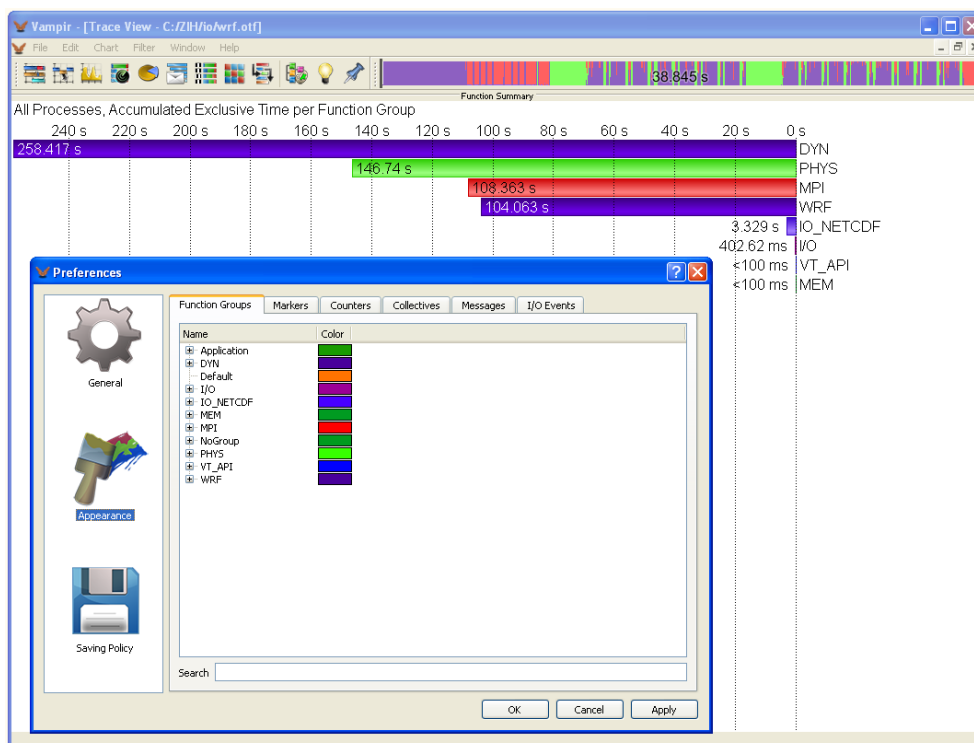 Vampir - [Trace View - C:/ZIH/io/wrf.otf]
File Edit Chart Filter Window Help
38.845 s
Function Summary
All Processes, Accumulated Exclusive Time per Function Group
240 s 220 s 200 s 180 s 160 s 140 s 120 s 100 s 80 s 60 s 40 s 20 s 0 s
258.417 s DYN
146.74 s PHYS
108.363 s MPI
104.063 s WRF
3.329 s IO_NETCDF
402.62 ms I/O
<100 ms VT_API
<100 ms MEM
Preferences
General
Appearance
Saving Policy
Function Groups Markers Counters Collectives Messages I/O Events
Name Color
Application
DYN
Default
I/O
IO_NETCDF
MEM
MPI
NoGroup
PHYS
VT_API
WRF
Search
OK Cancel Apply